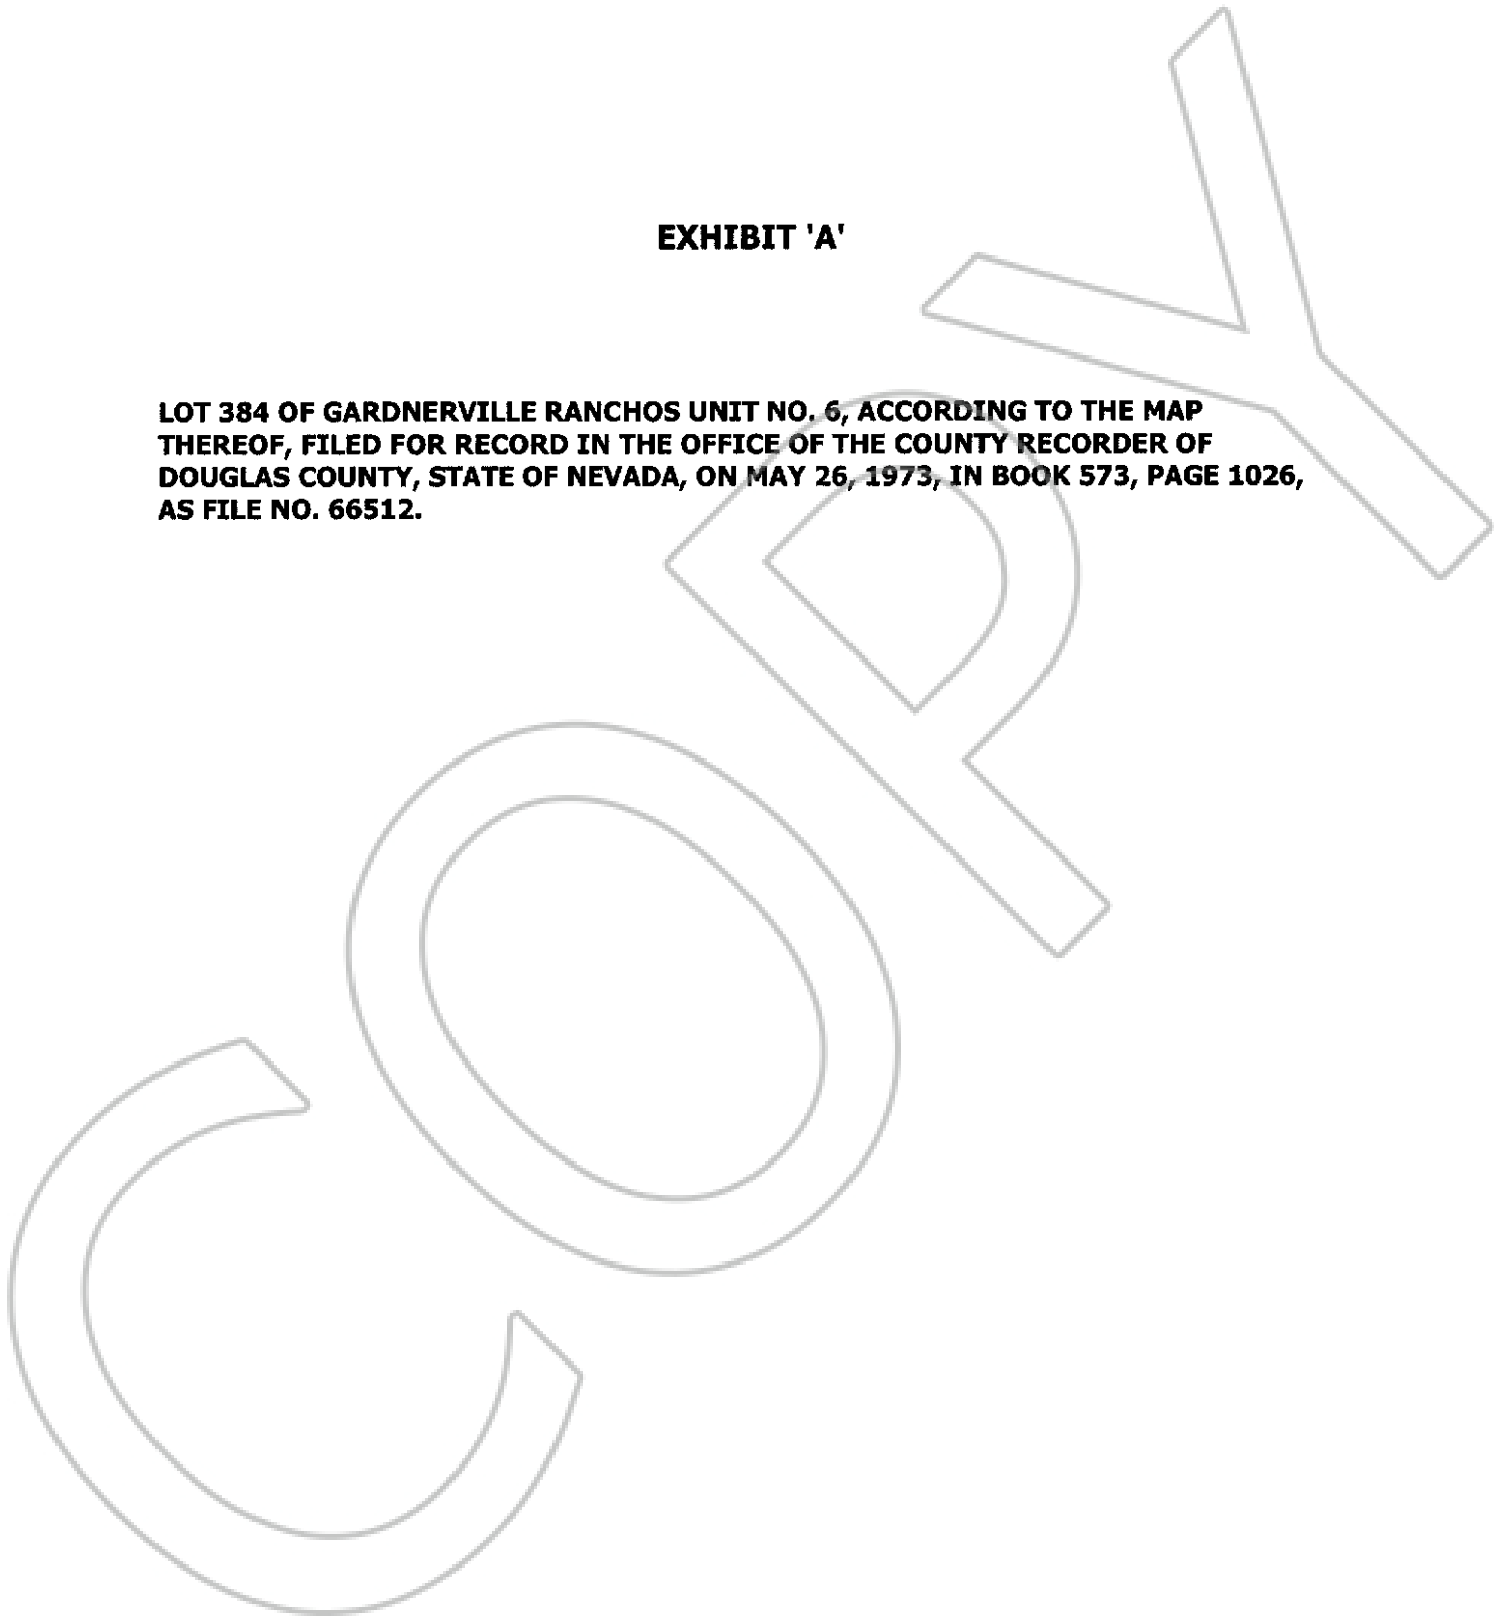 EXHIBIT 'A'
LOT 384 OF GARDNERVILLE RANCHOS UNIT NO. 6, ACCORDING TO THE MAP
THEREOF, FILED FOR RECORD IN THE OFFICE OF THE COUNTY RECORDER OF
DOUGLAS COUNTY, STATE OF NEVADA, ON MAY 26, 1973, IN BOOK 573, PAGE 1026,
AS FILE NO. 66512.
COPY